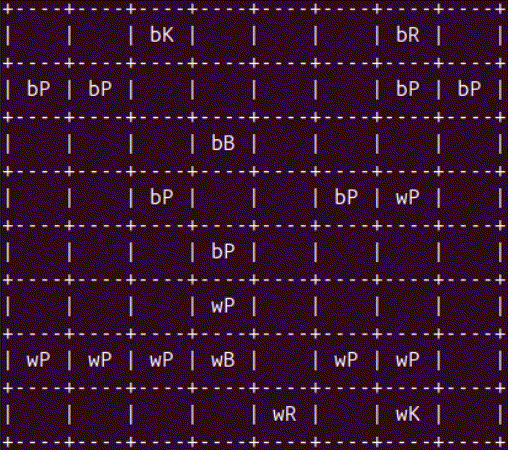 +----+----+----+----+----+----+----+----+
|    |    | bK |    |    |    | bR |    |
+----+----+----+----+----+----+----+----+
| bP | bP |    |    |    |    | bP | bP |
+----+----+----+----+----+----+----+----+
|    |    |    | bB |    |    |    |    |
+----+----+----+----+----+----+----+----+
|    |    | bP |    |    | bP | wP |    |
+----+----+----+----+----+----+----+----+
|    |    |    | bP |    |    |    |    |
+----+----+----+----+----+----+----+----+
|    |    |    | wP |    |    |    |    |
+----+----+----+----+----+----+----+----+
| wP | wP | wP | wB |    | wP | wP |    |
+----+----+----+----+----+----+----+----+
|    |    |    |    | wR |    | wK |    |
+----+----+----+----+----+----+----+----+